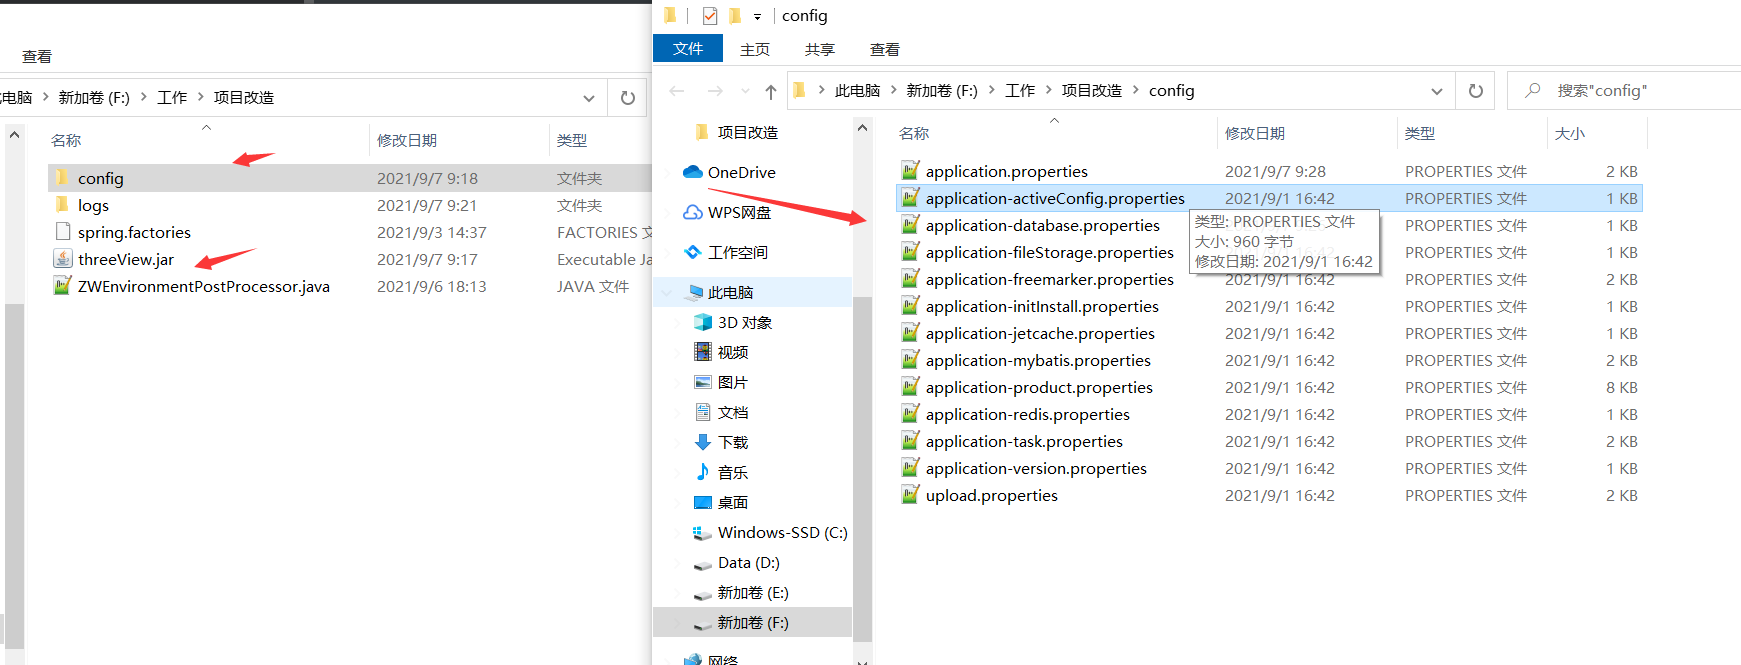 查看
电脑 › 新加卷 (F:) › 工作 › 项目改造
名称 修改日期 类型
config 2021/9/7 9:18 文件夹
logs 2021/9/7 9:21 文件夹
spring.factories 2021/9/3 14:37 FACTORIES 文
threeView.jar 2021/9/7 9:17 Executable Ja
ZWEnvironmentPostProcessor.java 2021/9/6 18:13 JAVA 文件
config
文件 主页 共享 查看
› 此电脑 › 新加卷 (F:) › 工作 › 项目改造 › config
搜索"config"
项目改造
OneDrive
WPS网盘
工作空间
此电脑
3D 对象
视频
图片
文档
下载
音乐
桌面
Windows-SSD (C:)
Data (D:)
新加卷 (E:)
新加卷 (F:)
网络
名称 修改日期 类型 大小
application.properties 2021/9/7 9:28 PROPERTIES 文件 2 KB
application-activeConfig.properties 2021/9/1 16:42 PROPERTIES 文件 1 KB
application-database.properties PROPERTIES 文件 1 KB
application-fileStorage.properties PROPERTIES 文件 1 KB
application-freemarker.properties 2021/9/1 16:42 PROPERTIES 文件 2 KB
application-initInstall.properties 2021/9/1 16:42 PROPERTIES 文件 1 KB
application-jetcache.properties 2021/9/1 16:42 PROPERTIES 文件 1 KB
application-mybatis.properties 2021/9/1 16:42 PROPERTIES 文件 2 KB
application-product.properties 2021/9/1 16:42 PROPERTIES 文件 8 KB
application-redis.properties 2021/9/1 16:42 PROPERTIES 文件 1 KB
application-task.properties 2021/9/1 16:42 PROPERTIES 文件 2 KB
application-version.properties 2021/9/1 16:42 PROPERTIES 文件 1 KB
upload.properties 2021/9/1 16:42 PROPERTIES 文件 2 KB
类型: PROPERTIES 文件
大小: 960 字节
修改日期: 2021/9/1 16:42